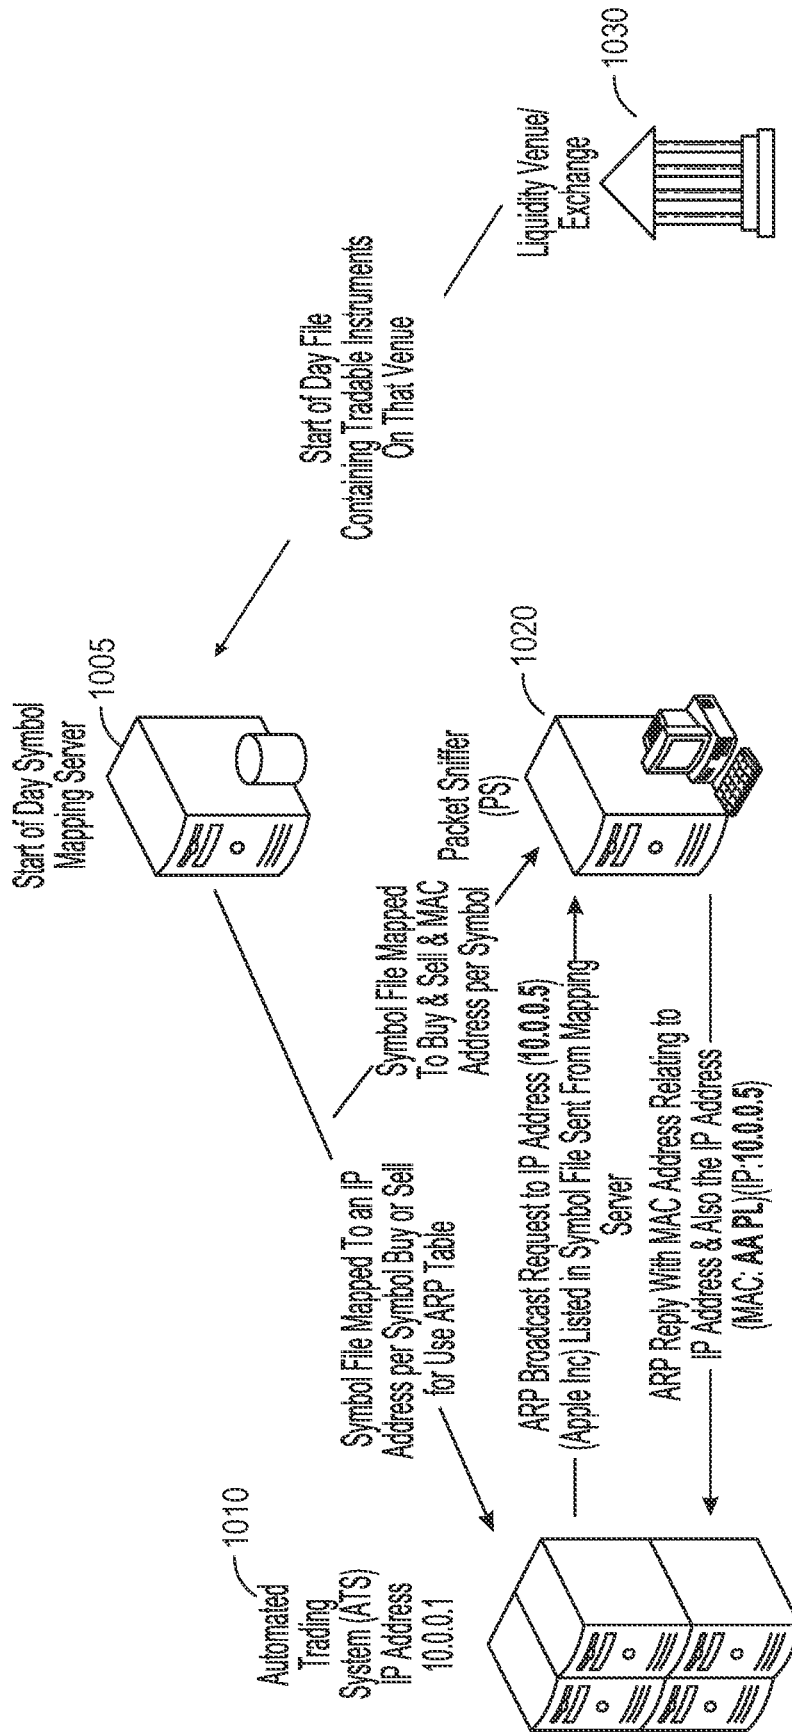 Start of Day Symbol
Mapping Server
1005
Start of Day File
Containing Tradable Instruments
On That Venue
Liquidity Venue/
Exchange
1030
Automated
Trading
System (ATS)
IP Address
10.0.0.1
1010
Symbol File Mapped To an IP
Address per Symbol Buy or Sell
for Use ARP Table
Symbol File Mapped
To Buy & Sell & MAC
Address per Symbol
Packet Sniffer
(PS)
1020
ARP Broadcast Request to IP Address (10.0.0.5)
(Apple Inc) Listed in Symbol File Sent From Mapping
Server
ARP Reply With MAC Address Relating to
IP Address & Also the IP Address
(MAC: AA PL)(IP:10.0.0.5)